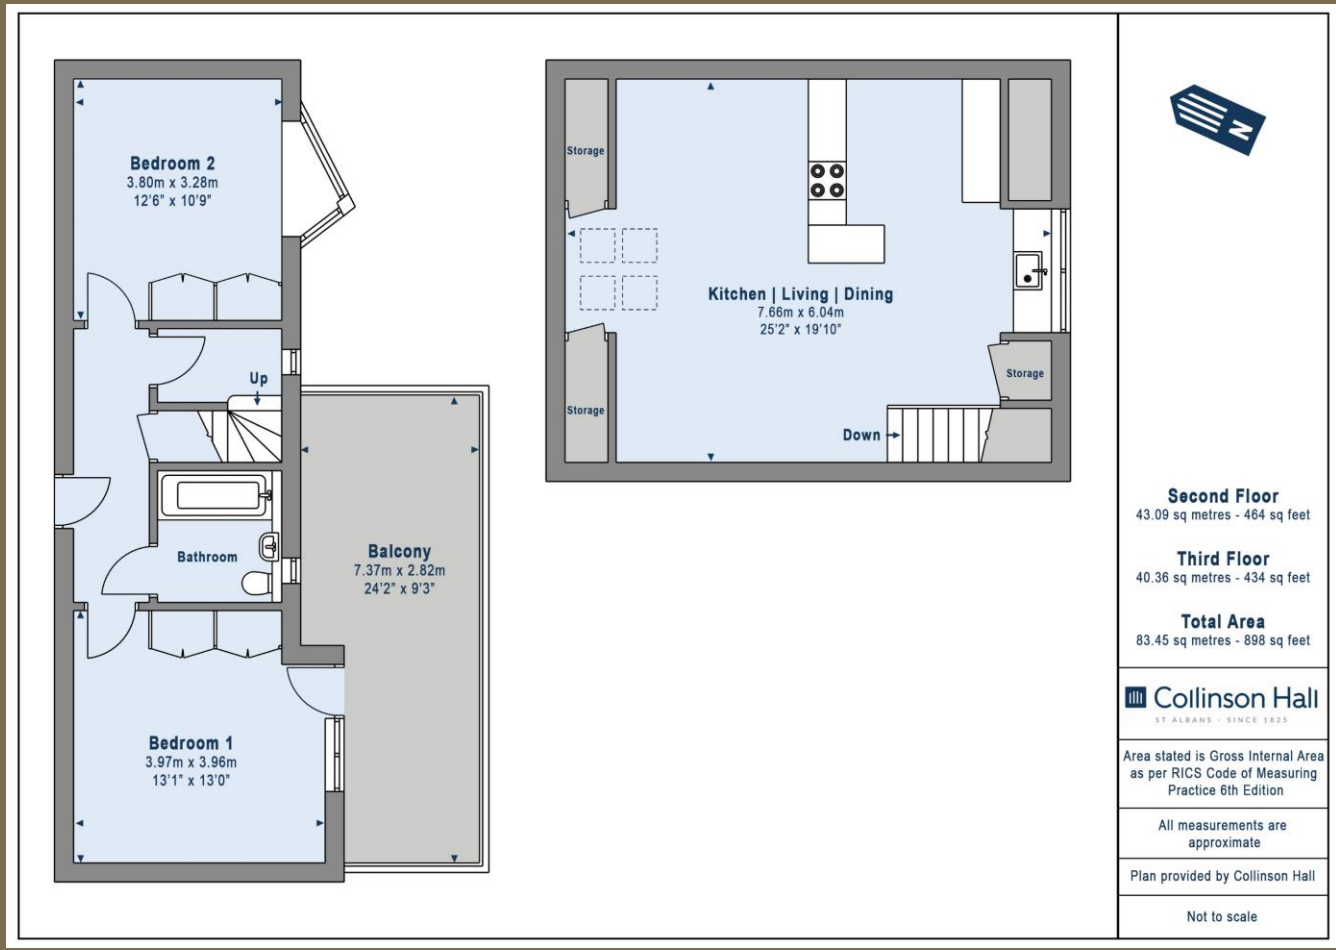 Bedroom 2
3.80m x 3.28m
12'6" x 10'9"
Up
Bathroom
Balcony
7.37m x 2.82m
24'2" x 9'3"
Bedroom 1
3.97m x 3.96m
13'1" x 13'0"
Storage
Kitchen | Living | Dining
7.66m x 6.04m
25'2" x 19'10"
Storage
Storage
Down
N
Second Floor
43.09 sq metres - 464 sq feet
Third Floor
40.36 sq metres - 434 sq feet
Total Area
83.45 sq metres - 898 sq feet
Collinson Hall
ST ALBANS - SINCE 1825
Area stated is Gross Internal Area
as per RICS Code of Measuring
Practice 6th Edition
All measurements are
approximate
Plan provided by Collinson Hall
Not to scale